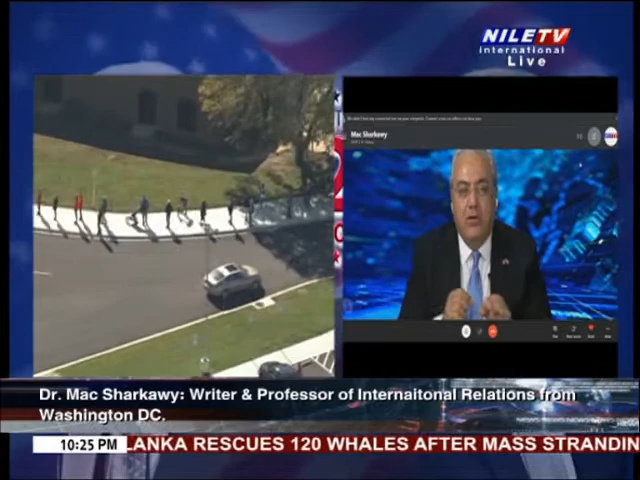 NILE TV
international
Live
Mac Sharkawy
Dr. Mac Sharkawy: Writer & Professor of Internaitonal Relations from
Washington DC.
10:25 PM
LANKA RESCUES 120 WHALES AFTER MASS STRANDIN